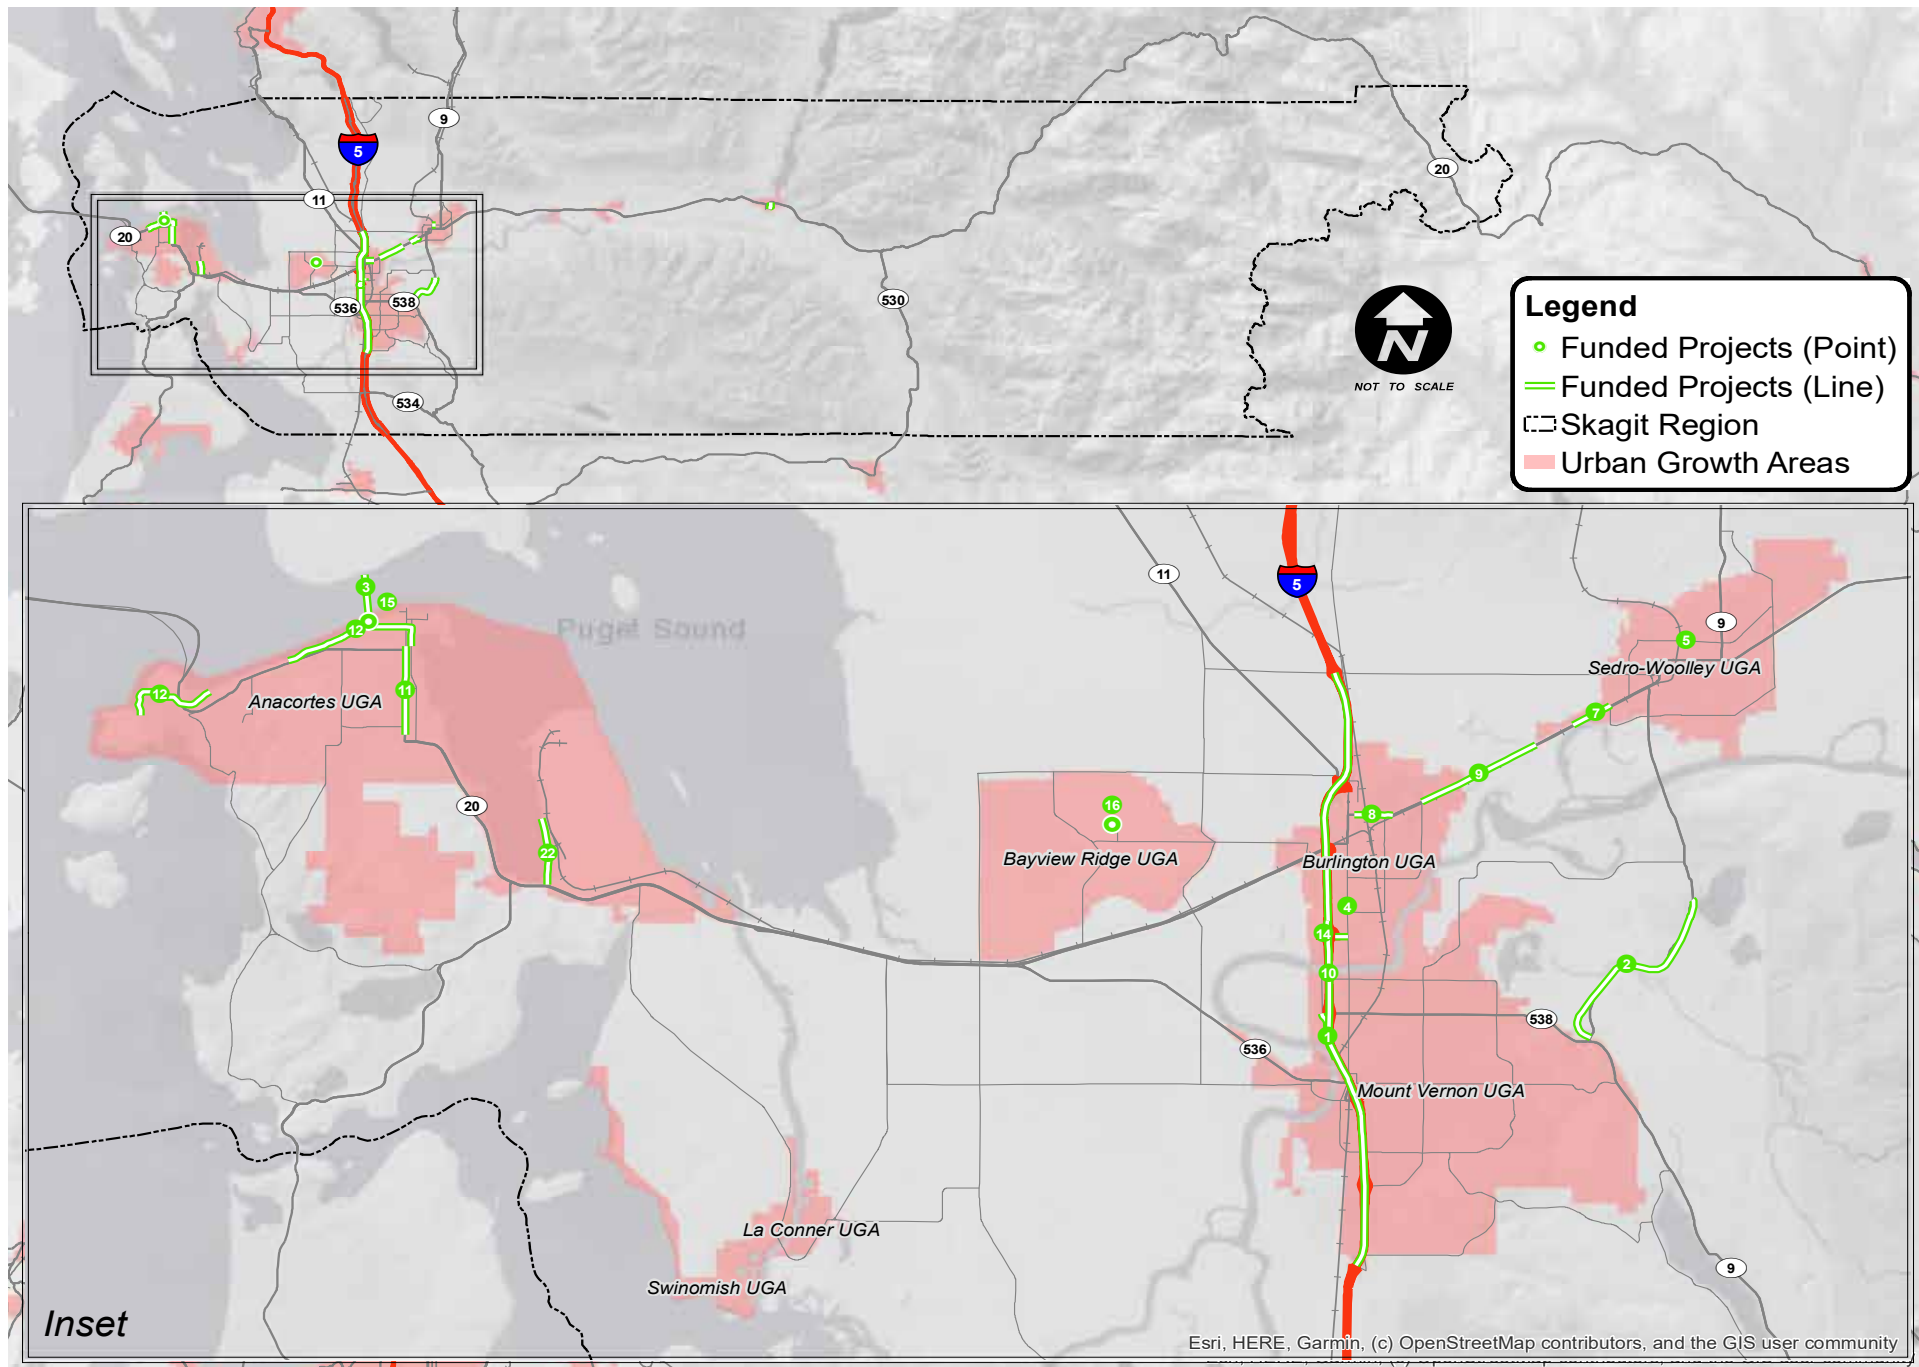 9
5
11
20
20
536
538
530
534
NOT TO SCALE
N
Legend
Funded Projects (Point)
Funded Projects (Line)
Skagit Region
Urban Growth Areas
11
5
3
15
Puget Sound
12
9
5
Sedro-Woolley UGA
12
11
Anacortes UGA
7
9
20
16
8
22
Bayview Ridge UGA
Burlington UGA
4
14
10
2
538
1
536
Mount Vernon UGA
La Conner UGA
9
Swinomish UGA
Inset
Esri, HERE, Garmin, (c) OpenStreetMap contributors, and the GIS user community